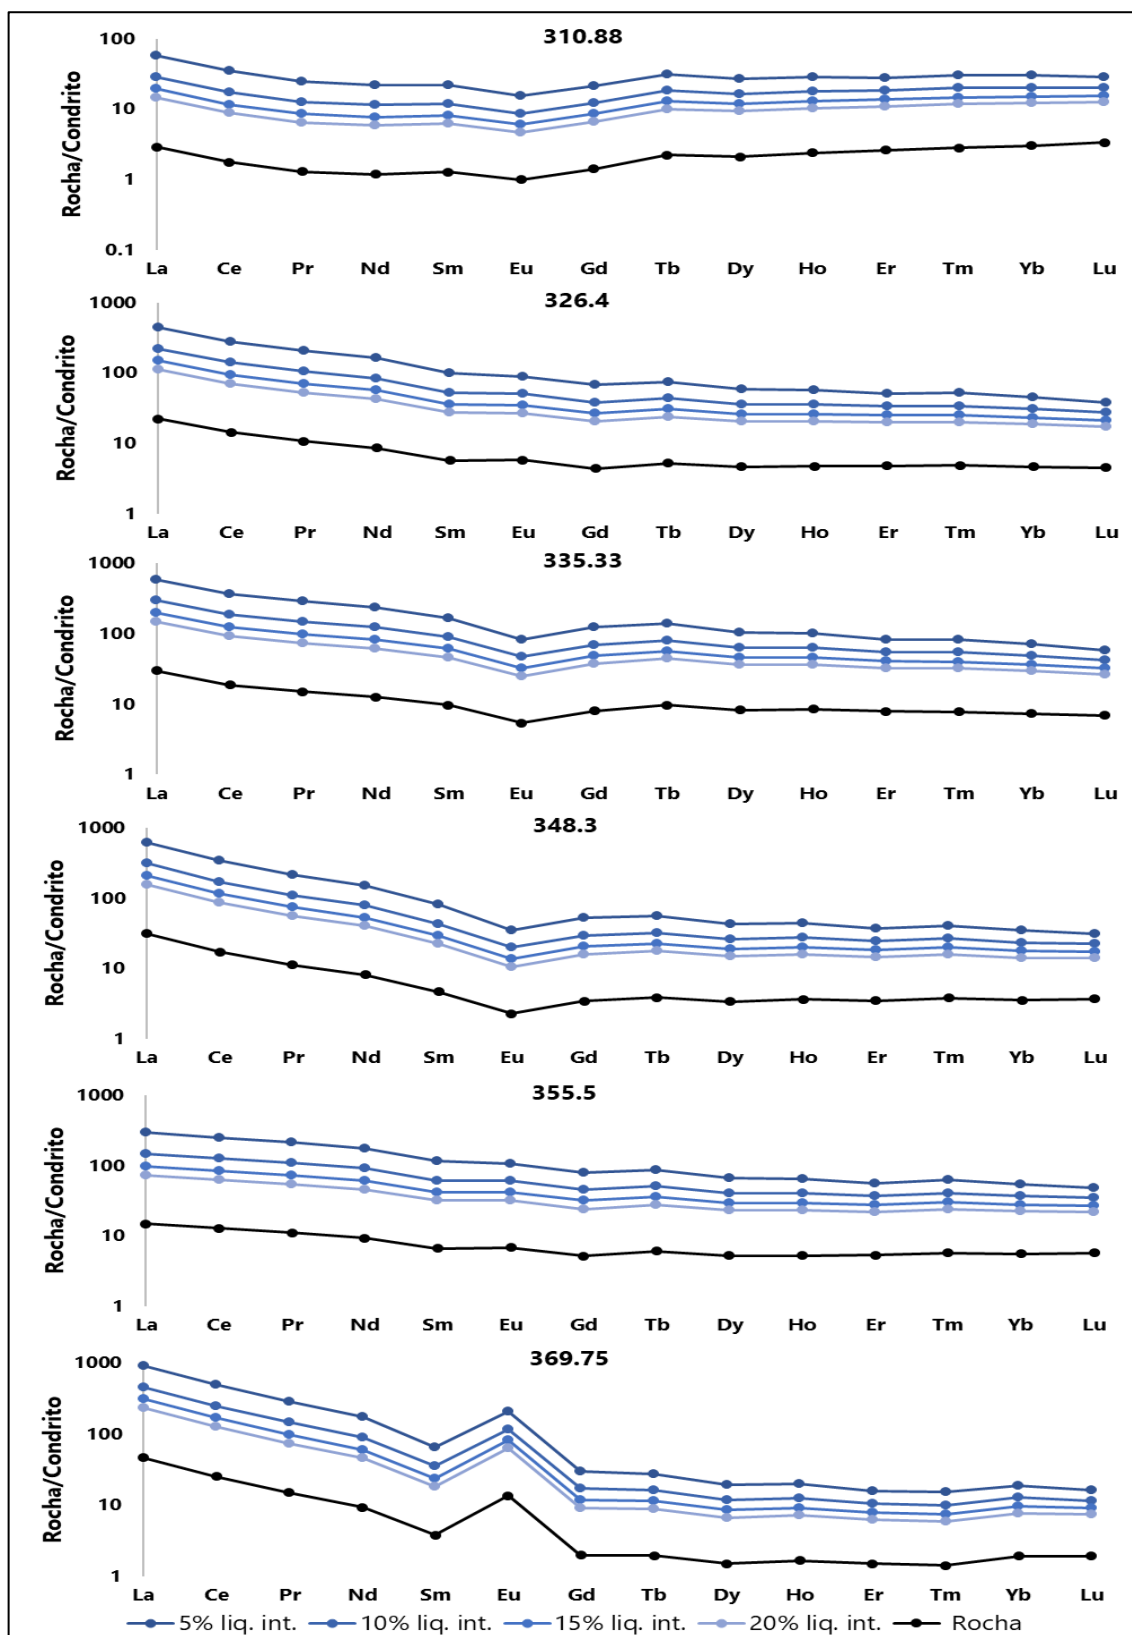 310.88
Rocha/Condrito
100
10
1
0.1
La Ce Pr Nd Sm Eu Gd Tb Dy Ho Er Tm Yb Lu
326.4
Rocha/Condrito
1000
100
10
1
La Ce Pr Nd Sm Eu Gd Tb Dy Ho Er Tm Yb Lu
335.33
Rocha/Condrito
1000
100
10
1
La Ce Pr Nd Sm Eu Gd Tb Dy Ho Er Tm Yb Lu
348.3
Rocha/Condrito
1000
100
10
1
La Ce Pr Nd Sm Eu Gd Tb Dy Ho Er Tm Yb Lu
355.5
Rocha/Condrito
1000
100
10
1
La Ce Pr Nd Sm Eu Gd Tb Dy Ho Er Tm Yb Lu
369.75
Rocha/Condrito
1000
100
10
1
La Ce Pr Nd Sm Eu Gd Tb Dy Ho Er Tm Yb Lu
5% liq. int. 10% liq. int. 15% liq. int. 20% liq. int. Rocha